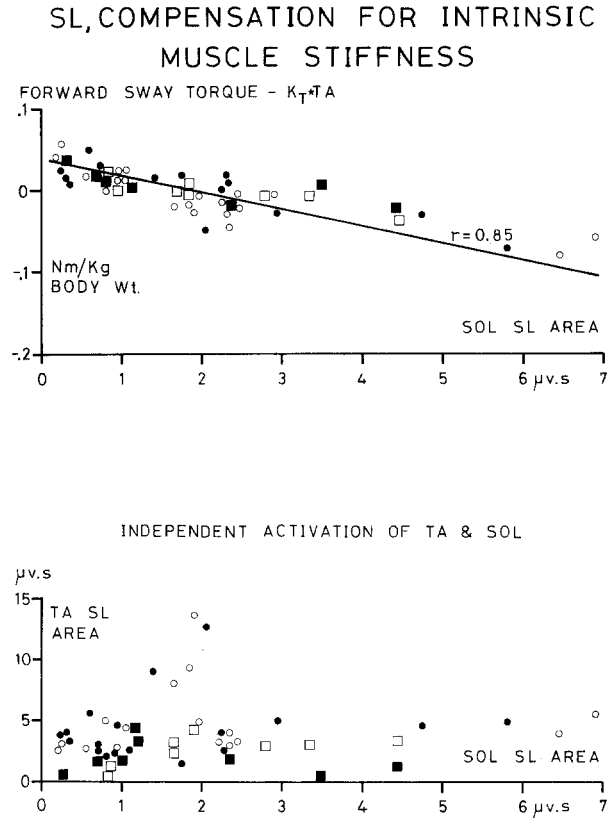 SL, COMPENSATION FOR INTRINSIC
MUSCLE STIFFNESS
FORWARD SWAY TORQUE - KT*TA
.1
0
-.1
-.2
Nm/Kg
BODY Wt.
r=0.85
SOL SL AREA
0 1 2 3 4 5 6 μv.s 7
INDEPENDENT ACTIVATION OF TA & SOL
μv.s
15
10
5
0
TA SL
AREA
SOL SL AREA
0 1 2 3 4 5 6 μv.s 7